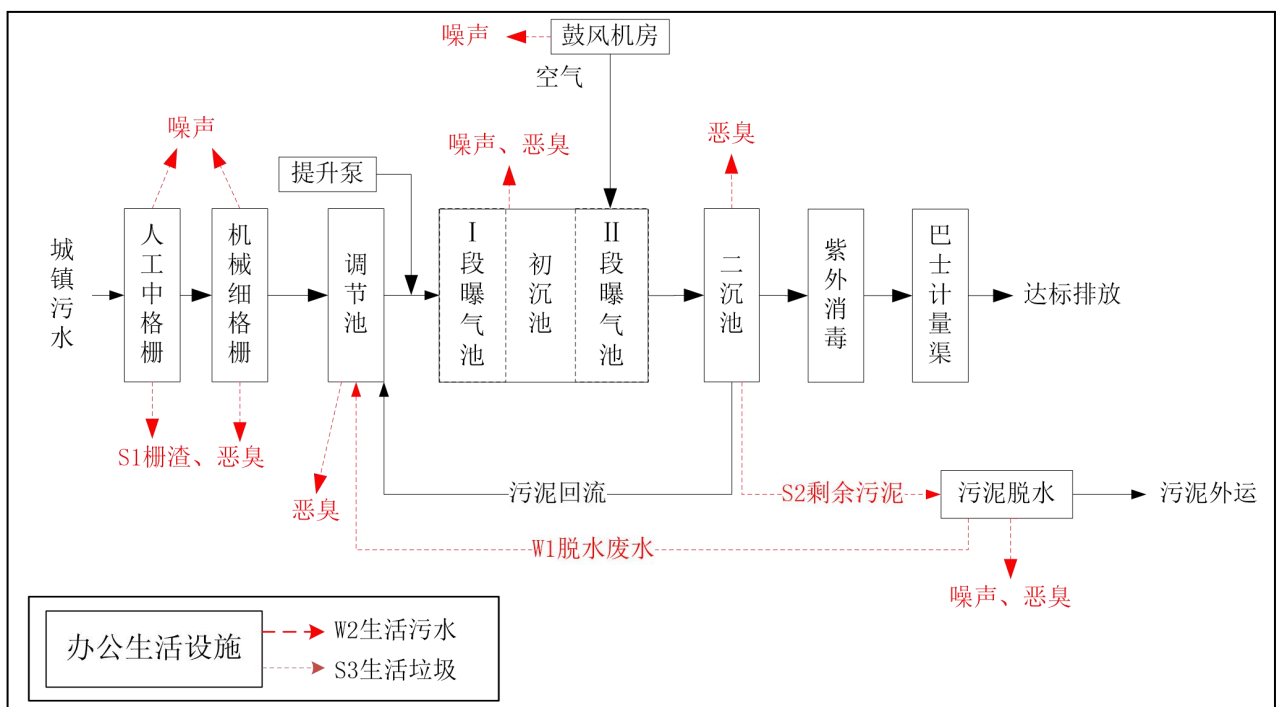 噪声
鼓风机房
空气
噪声
噪声、恶臭
恶臭
提升泵
城镇污水
人工中格栅
机械细格栅
调节池
I段曝气池
初沉池
II段曝气池
二沉池
紫外消毒
巴士计量渠
达标排放
S1栅渣、恶臭
恶臭
污泥回流
S2剩余污泥
污泥脱水
污泥外运
W1脱水废水
噪声、恶臭
办公生活设施
W2生活污水
S3生活垃圾